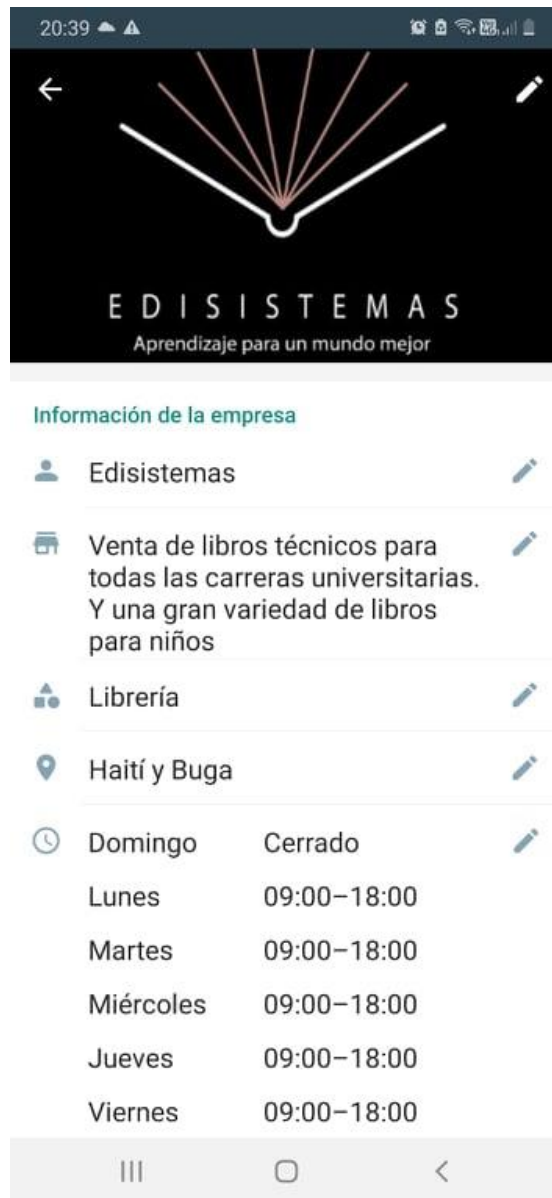 20:39
EDISISTEMAS
Aprendizaje para un mundo mejor
Información de la empresa
Edisistemas
Venta de libros técnicos para
todas las carreras universitarias.
Y una gran variedad de libros
para niños
Librería
Haití y Buga
Domingo Cerrado
Lunes 09:00–18:00
Martes 09:00–18:00
Miércoles 09:00–18:00
Jueves 09:00–18:00
Viernes 09:00–18:00